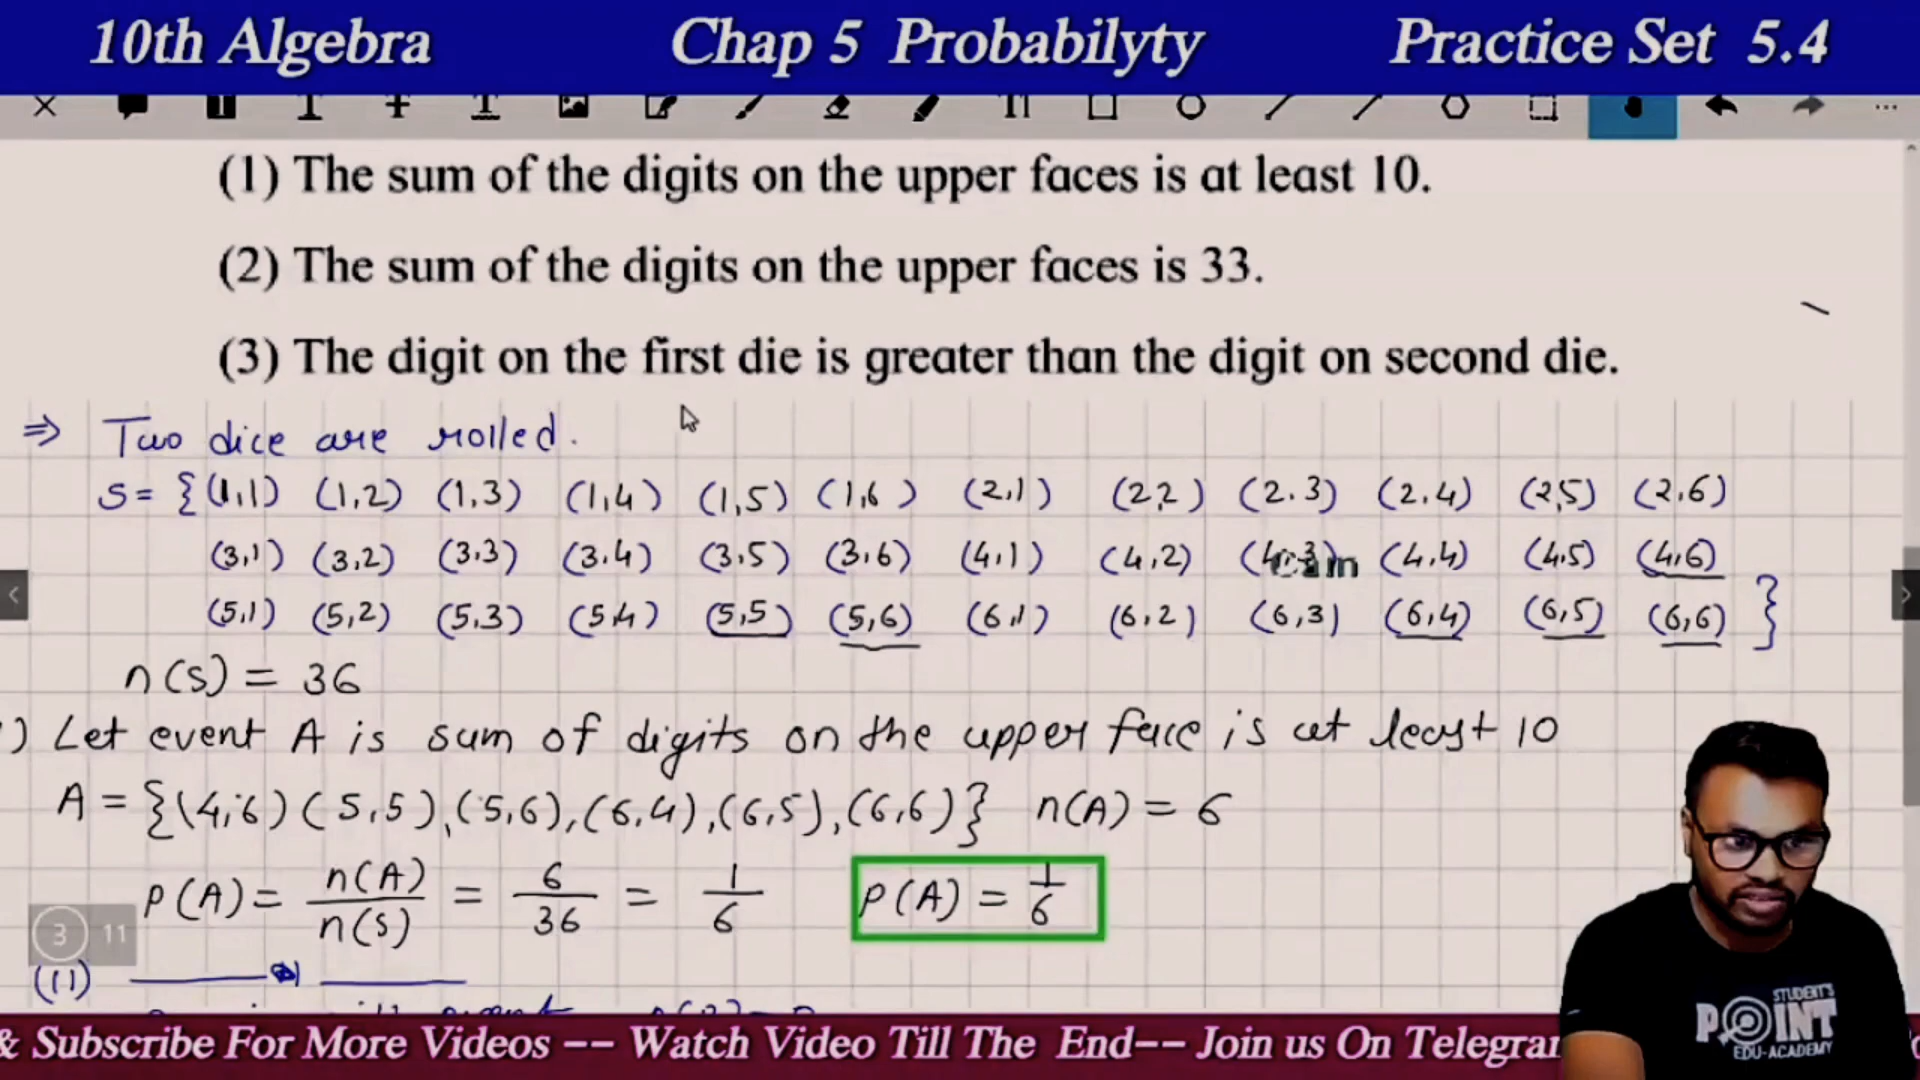 10th Algebra Chap 5 Probabilyty Practice Set 5.4
(1) The sum of the digits on the upper faces is at least 10.
(2) The sum of the digits on the upper faces is 33.
(3) The digit on the first die is greater than the digit on second die.
⇒ Two dice are rolled.
S = {(1,1) (1,2) (1,3) (1,4) (1,5) (1,6) (2,1) (2,2) (2.3) (2,4) (2,5) (2,6)
(3,1) (3,2) (3,3) (3,4) (3,5) (3,6) (4,1) (4,2) (4,3) (4,4) (4,5) (4,6)
(5,1) (5,2) (5,3) (5,4) (5,5) (5,6) (6,1) (6,2) (6,3) (6,4) (6,5) (6,6) }
n(S) = 36
) Let event A is sum of digits on the upper face is at least 10
A = {(4,6) (5,5), (5,6), (6,4), (6,5), (6,6)} n(A) = 6
P(A) = n(A)/n(S) = 6/36 = 1/6 P(A) = 1/6
3 11
(11)
& Subscribe For More Videos -- Watch Video Till The End-- Join us On Telegram
STUDENT'S
POINT
EDU-ACADEMY